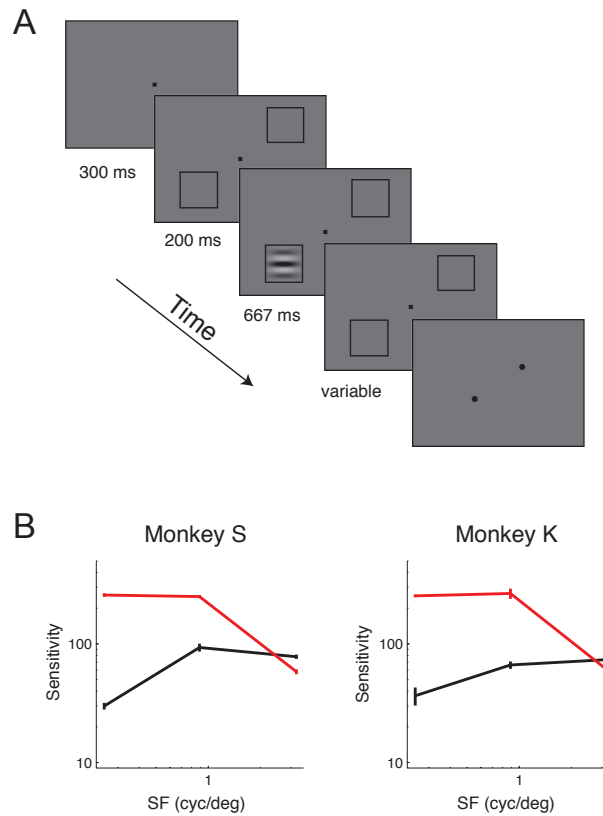 A
300 ms
200 ms
667 ms
variable
Time
B
Monkey S
Monkey K
Sensitivity
100
10
1
SF (cyc/deg)
Sensitivity
100
10
1
SF (cyc/deg)